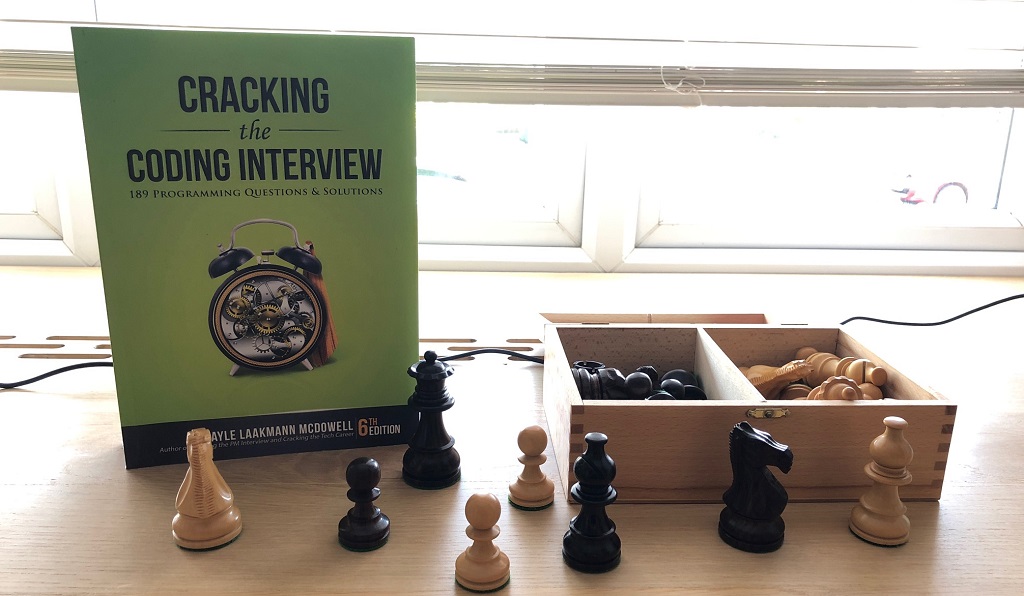 CRACKING
the
CODING INTERVIEW
189 PROGRAMMING QUESTIONS & SOLUTIONS
AYLE LAAKMANN MCDOWELL 6TH EDITION
Author of the PM Interview and Cracking the Tech Career